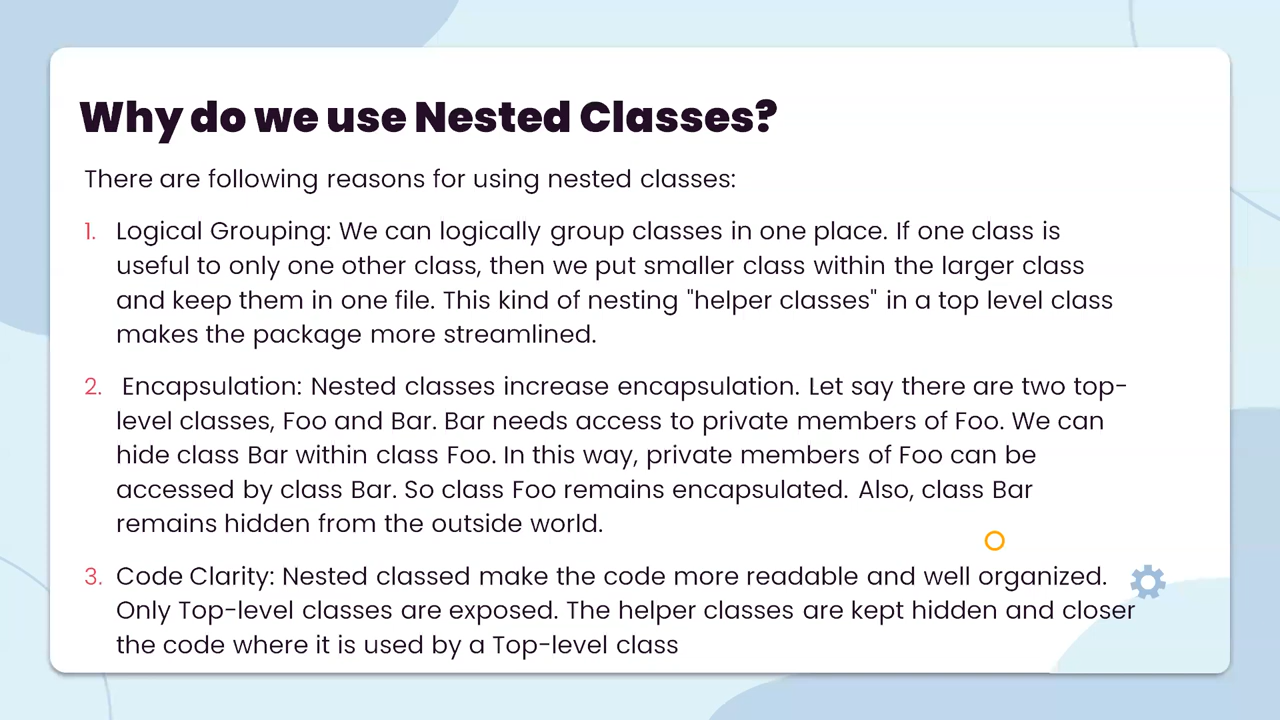 Why do we use Nested Classes?
There are following reasons for using nested classes:
1. Logical Grouping: We can logically group classes in one place. If one class is
useful to only one other class, then we put smaller class within the larger class
and keep them in one file. This kind of nesting "helper classes" in a top level class
makes the package more streamlined.
2. Encapsulation: Nested classes increase encapsulation. Let say there are two top-
level classes, Foo and Bar. Bar needs access to private members of Foo. We can
hide class Bar within class Foo. In this way, private members of Foo can be
accessed by class Bar. So class Foo remains encapsulated. Also, class Bar
remains hidden from the outside world.
3. Code Clarity: Nested classed make the code more readable and well organized.
Only Top-level classes are exposed. The helper classes are kept hidden and closer
the code where it is used by a Top-level class